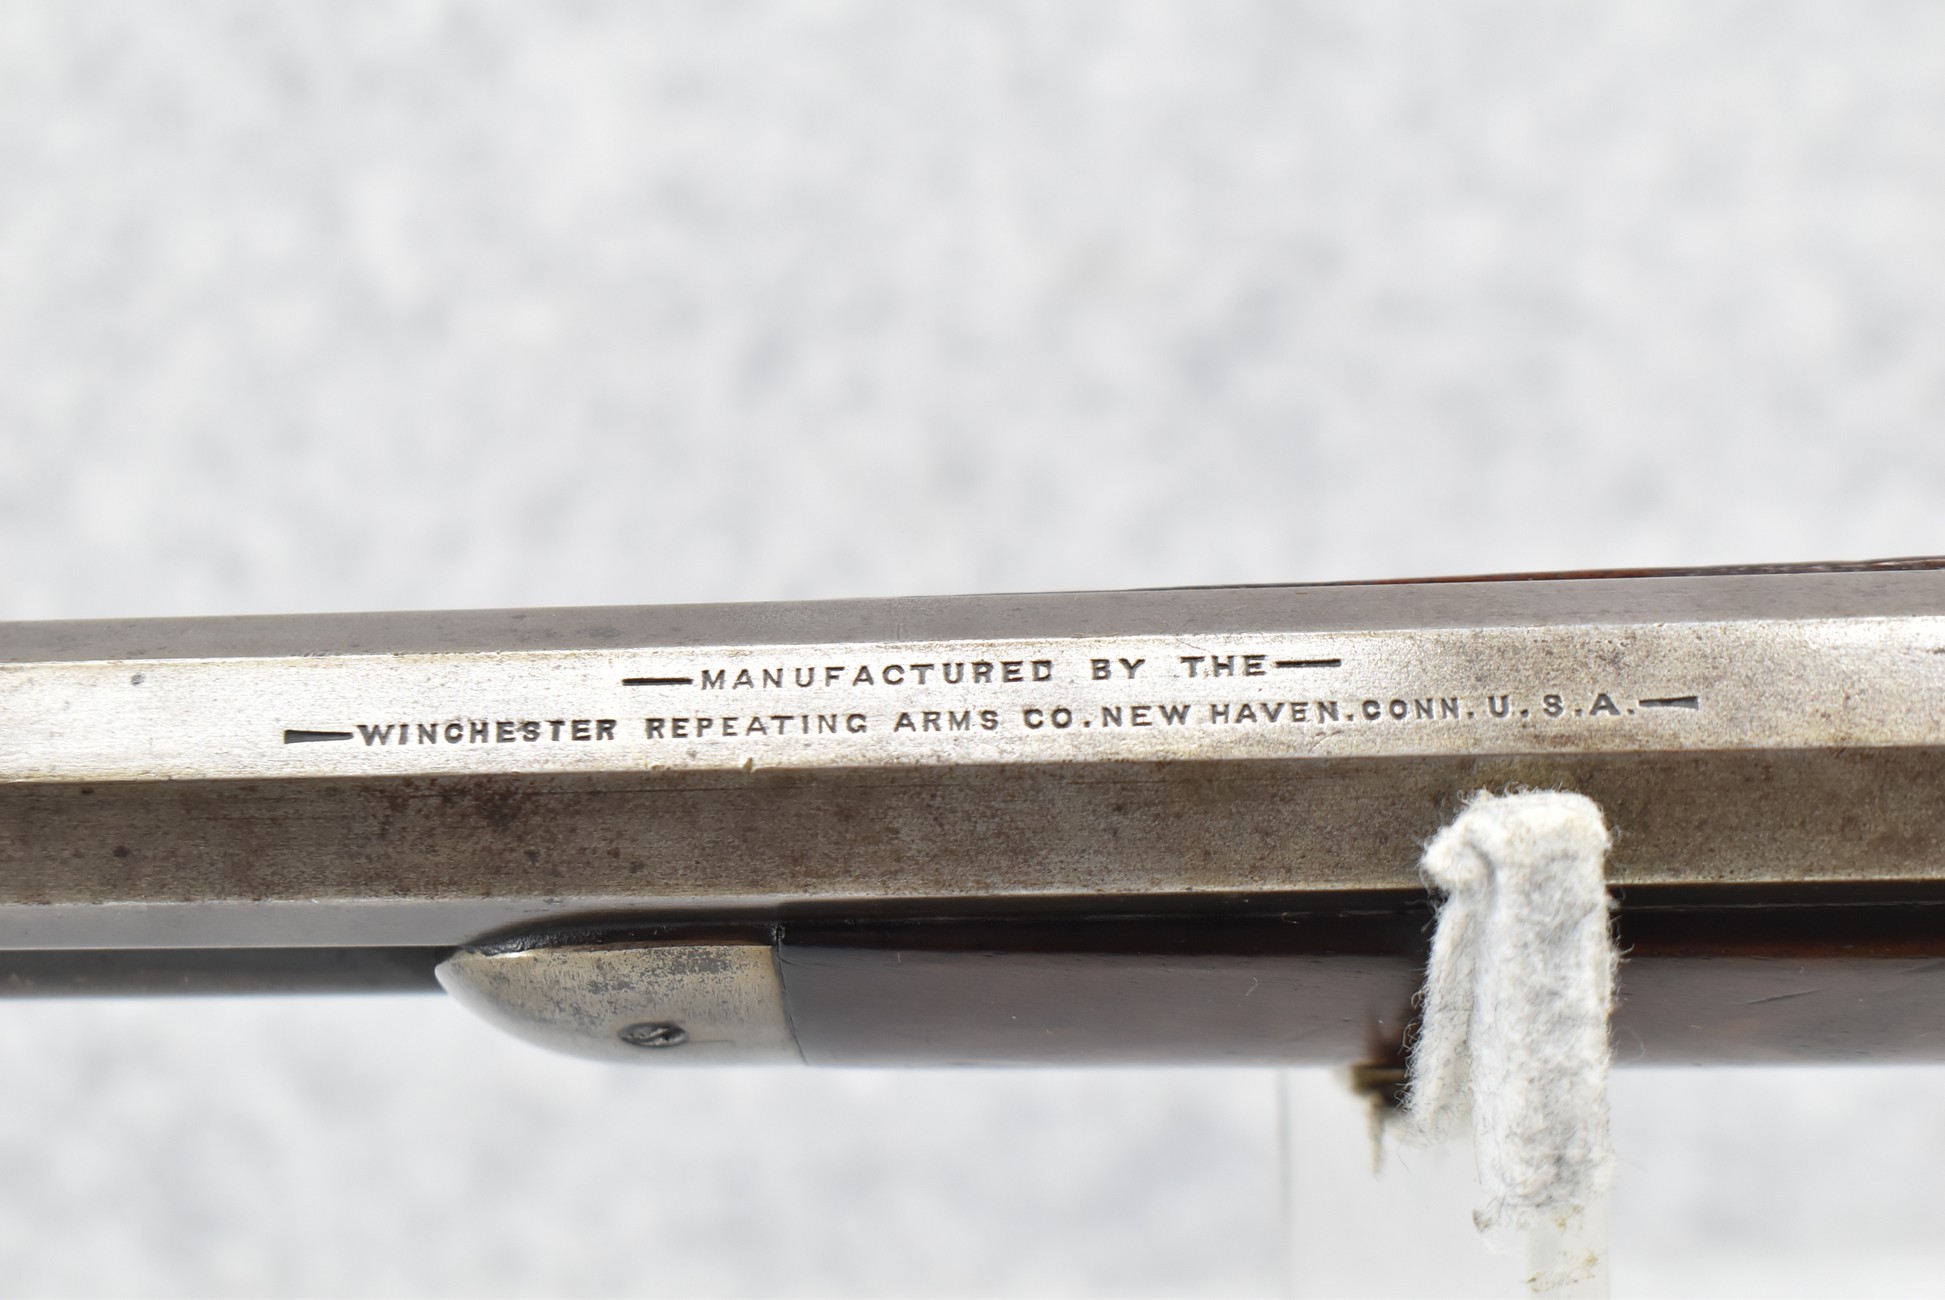 —MANUFACTURED BY THE—
—WINCHESTER REPEATING ARMS CO. NEW HAVEN. CONN. U. S. A.—